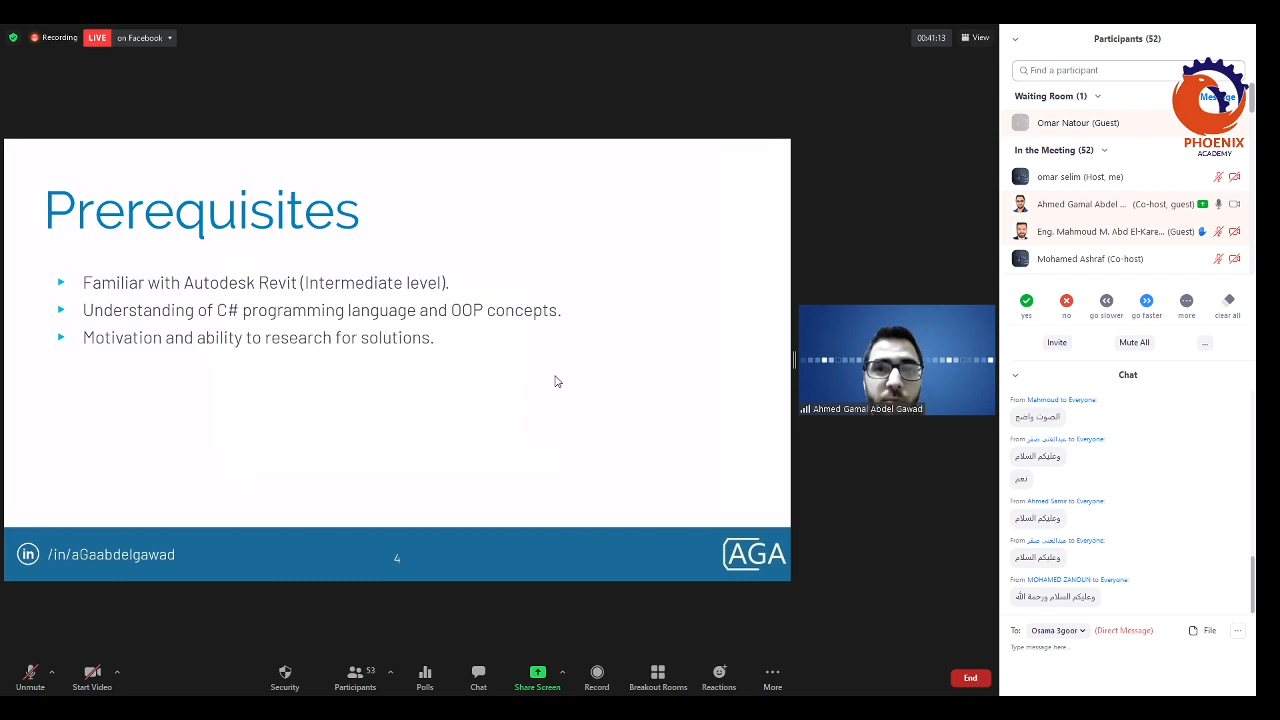 Recording
LIVE
on Facebook
00:41:13
View
Prerequisites
Familiar with Autodesk Revit (Intermediate level).
Understanding of C# programming language and OOP concepts.
Motivation and ability to research for solutions.
/in/aGaabdelgawad
4
AGA
Ahmed Gamal Abdel Gawad
Participants (52)
Find a participant
Waiting Room (1)
Message
Omar Natour (Guest)
In the Meeting (52)
PHOENIX
ACADEMY
omar selim (Host, me)
Ahmed Gamal Abdel ... (Co-host, guest)
Eng. Mahmoud M. Abd El-Kare... (Guest)
Mohamed Ashraf (Co-host)
yes
no
go slower
go faster
more
clear all
Invite
Mute All
...
Chat
From Mahmoud to Everyone:
الصوت واضح
From عبدالغنى صقر to Everyone:
وعليكم السلام
نعم
From Ahmed Samir to Everyone:
وعليكم السلام
From عبدالغنى صقر to Everyone:
وعليكم السلام
From MOHAMED ZANOUN to Everyone:
وعليكم السلام ورحمة الله
To: Osama 3goor (Direct Message)
File
Type message here..
Unmute
Start Video
Security
Participants 53
Polls
Chat
Share Screen
Record
Breakout Rooms
Reactions
More
End